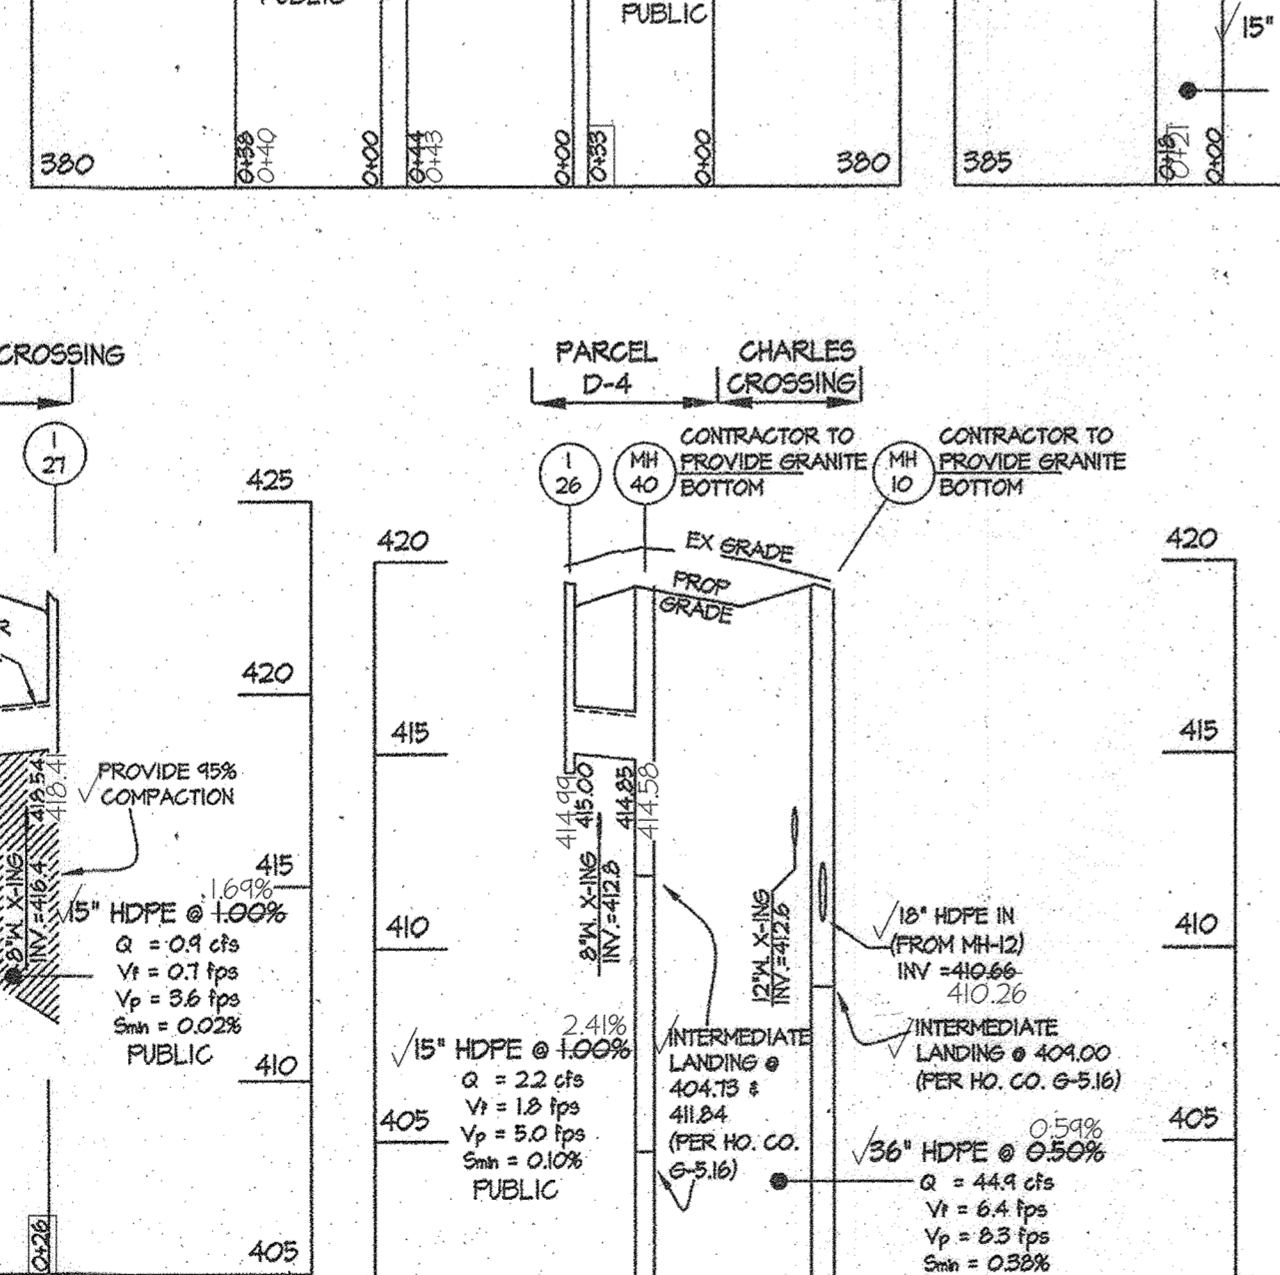 PUBLIC
PUBLIC
15"
0+38
0+40
0+00
0+44
0+43
0+00
0+33
0+00
0+21
0+00
380
380
385
CROSSING
PARCEL
D-4
CHARLES
CROSSING
I
27
I
26
MH
40
CONTRACTOR TO
PROVIDE GRANITE
BOTTOM
MH
10
CONTRACTOR TO
PROVIDE GRANITE
BOTTOM
425
420
415
410
405
420
415
410
405
EX GRADE
PROP
GRADE
420
415
410
405
R
PROVIDE 95%
COMPACTION
418.54
418.41
8"W. X-ING
INV.=416.4
1.69%
15" HDPE @ 1.00%
Q = 0.9 cfs
Vf = 0.7 fps
Vp = 3.6 fps
Smin = 0.02%
PUBLIC
0+26
414.99
415.00
414.85
414.58
8"W. X-ING
INV.=412.8
12"W. X-ING
INV.=412.6
2.41%
15" HDPE @ 1.00%
Q = 2.2 cfs
Vf = 1.8 fps
Vp = 5.0 fps
Smin = 0.10%
PUBLIC
INTERMEDIATE
LANDING @
404.73 &
411.84
(PER HO. CO.
G-5.16)
18" HDPE IN
(FROM MH-12)
INV =410.66
410.26
INTERMEDIATE
LANDING @ 409.00
(PER HO. CO. G-5.16)
0.59%
36" HDPE @ 0.50%
Q = 44.9 cfs
Vf = 6.4 fps
Vp = 8.3 fps
Smin = 0.38%